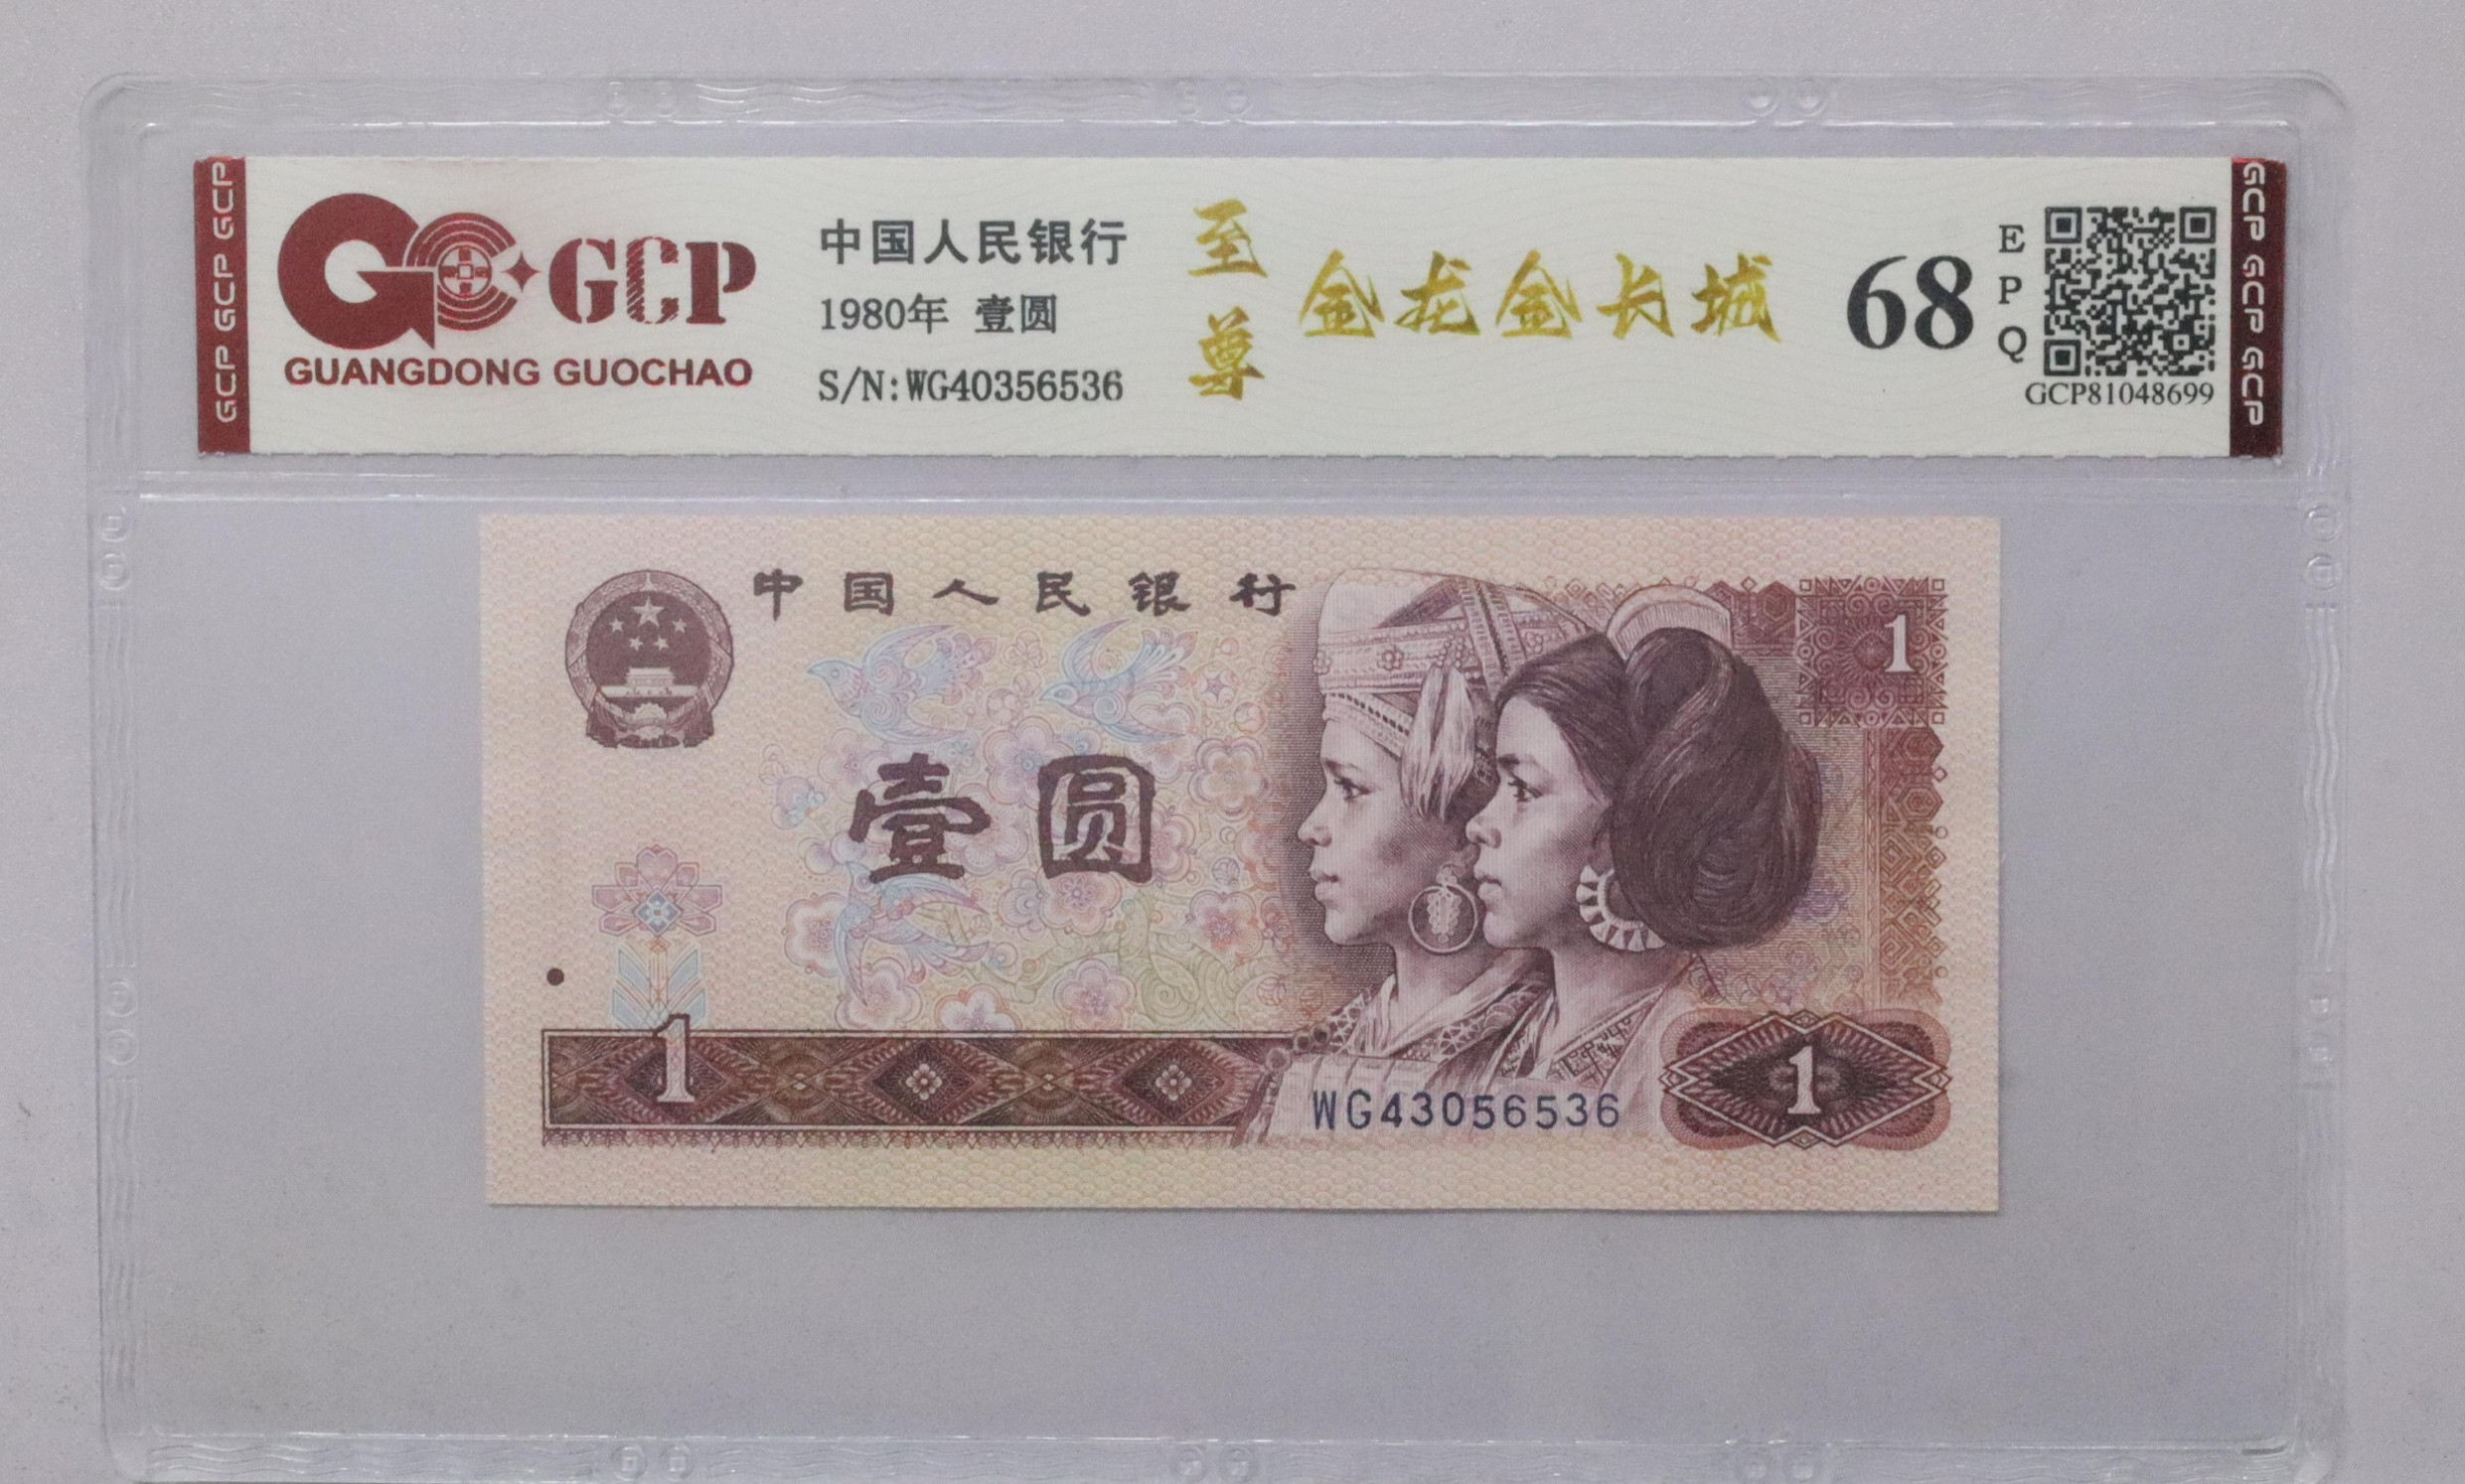 GCP GCP GCP
GCP
GUANGDONG GUOCHAO
中国人民银行
1980年 壹圆
S/N:WG40356536
至尊
金龙金长城
68
EPQ
GCP81048699
GCP GCP GCP
中国人民银行
1
壹圆
1
WG43056536
1